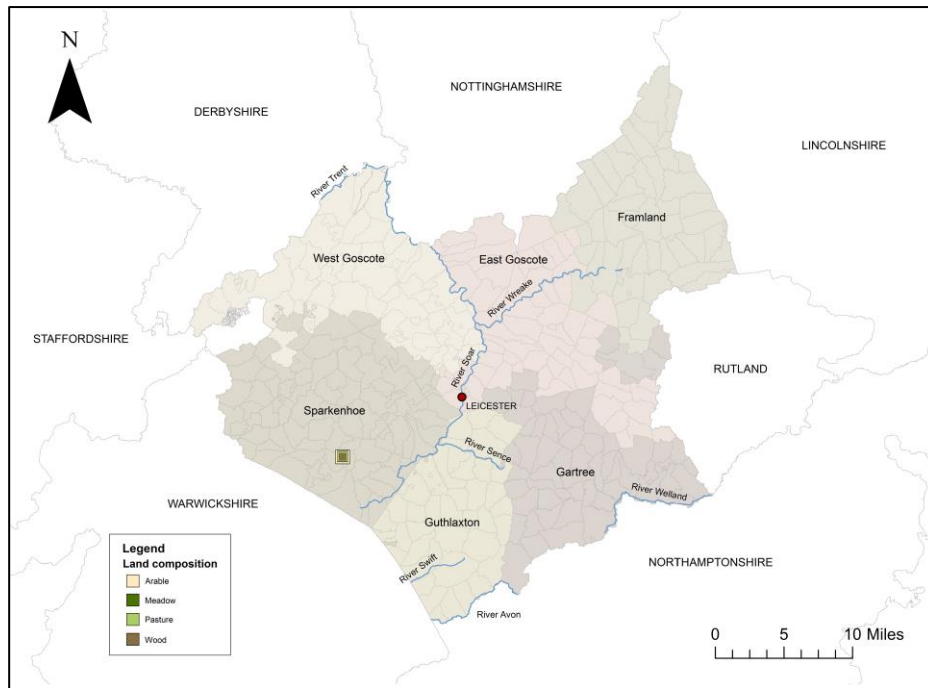 N
NOTTINGHAMSHIRE
DERBYSHIRE
LINCOLNSHIRE
River Trent
Framland
West Goscote
East Goscote
River Wreake
STAFFORDSHIRE
RUTLAND
River Soar
LEICESTER
Sparkenhoe
River Sence
Gartree
River Welland
WARWICKSHIRE
Guthlaxton
NORTHAMPTONSHIRE
River Swift
River Avon
Legend
Land composition
Arable
Meadow
Pasture
Wood
0 5 10 Miles